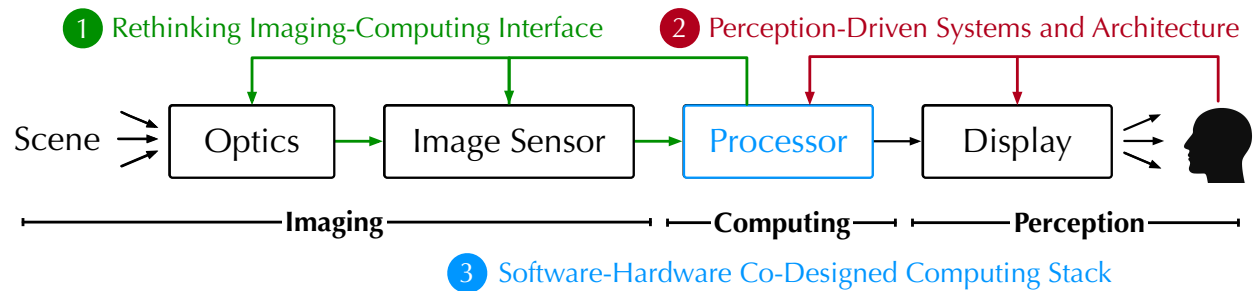 1 Rethinking Imaging-Computing Interface
2 Perception-Driven Systems and Architecture
Scene
Optics
Image Sensor
Processor
Display
Imaging
Computing
Perception
3 Software-Hardware Co-Designed Computing Stack